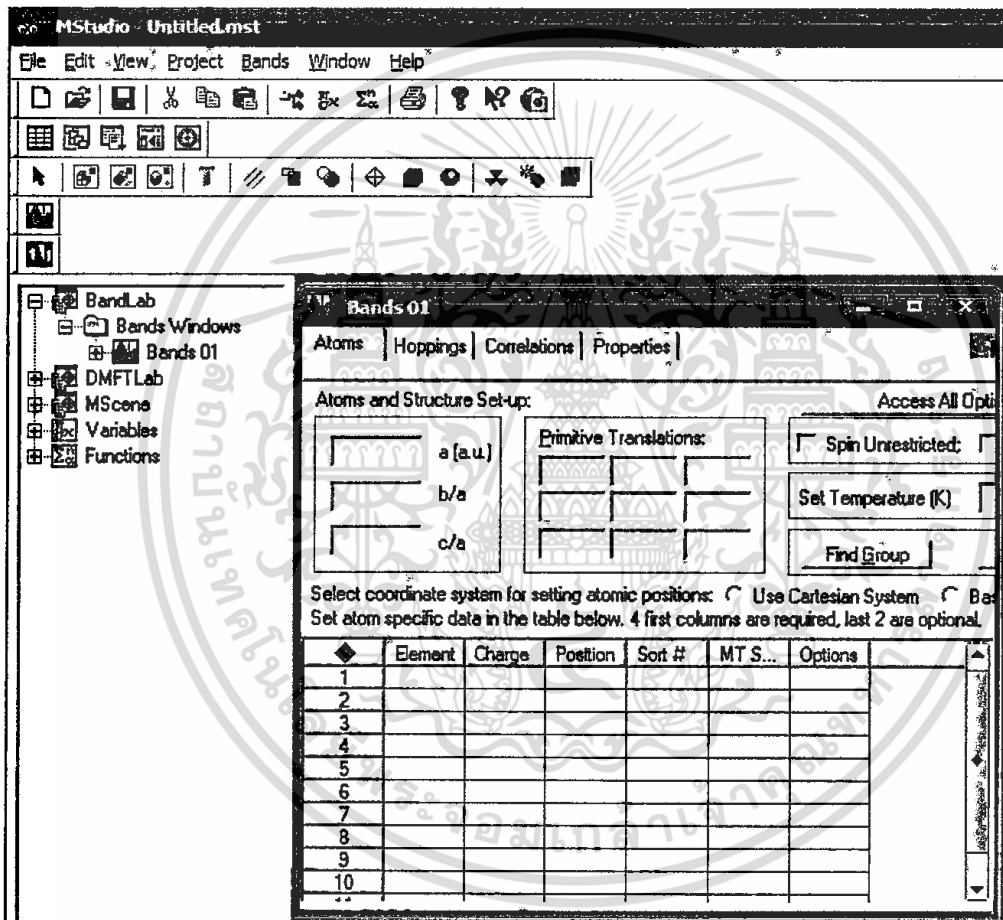 MStudio - Untitled.mst
File Edit View Project Bands Window Help
BandLab
Bands Windows
Bands 01
DMFTLab
MScene
Variables
Functions
Bands 01
Atoms Hoppings Correlations Properties
Atoms and Structure Set-up:
Access All Opti
a (a.u.)
b/a
c/a
Primitive Translations:
Spin Unrestricted:
Set Temperature (K)
Find Group
Select coordinate system for setting atomic positions: Use Cartesian System Bas
Set atom specific data in the table below. 4 first columns are required, last 2 are optional.
Element Charge Position Sort # MT S... Options
1
2
3
4
5
6
7
8
9
10